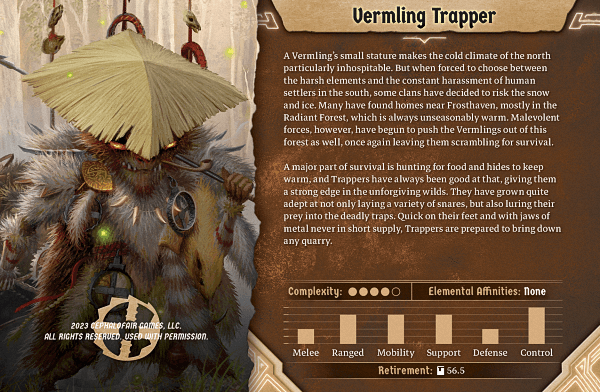 Vermling Trapper
A Vermling's small stature makes the cold climate of the north
particularly inhospitable. But when forced to choose between
the harsh elements and the constant harassment of human
settlers in the south, some clans have decided to risk the snow
and ice. Many have found homes near Frosthaven, mostly in the
Radiant Forest, which is always unseasonably warm. Malevolent
forces, however, have begun to push the Vermlings out of this
forest as well, once again leaving them scrambling for survival.
A major part of survival is hunting for food and hides to keep
warm, and Trappers have always been good at that, giving them
a strong edge in the unforgiving wilds. They have grown quite
adept at not only laying a variety of snares, but also luring their
prey into the deadly traps. Quick on their feet and with jaws of
metal never in short supply, Trappers are prepared to bring down
any quarry.
Complexity: Elemental Affinities: None
Melee Ranged Mobility Support Defense Control
Retirement: 56.5
2023 CEPHALOFAIR GAMES, LLC.
ALL RIGHTS RESERVED. USED WITH PERMISSION.